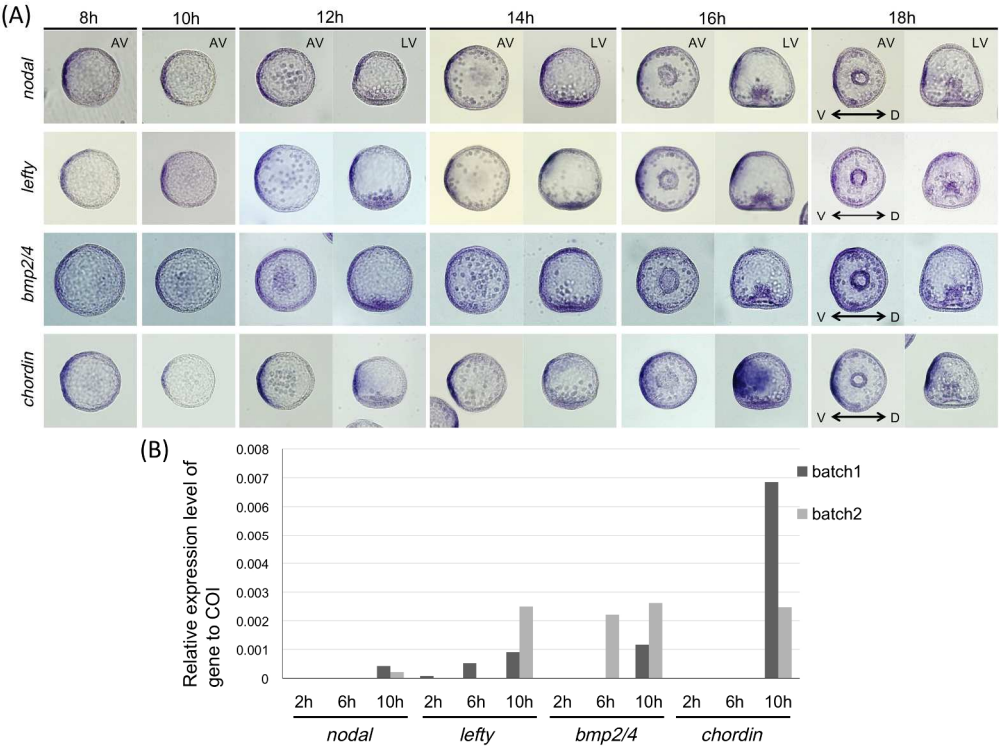 (A)
8h 10h 12h 14h 16h 18h
nodal AV AV AV LV AV LV AV LV AV LV
V D
lefty
V D
bmp2/4
V D
chordin
V D
(B)
Relative expression level of
gene to COI
0.008
0.007
0.006
0.005
0.004
0.003
0.002
0.001
0
batch1
batch2
2h 6h 10h 2h 6h 10h 2h 6h 10h 2h 6h 10h
nodal lefty bmp2/4 chordin